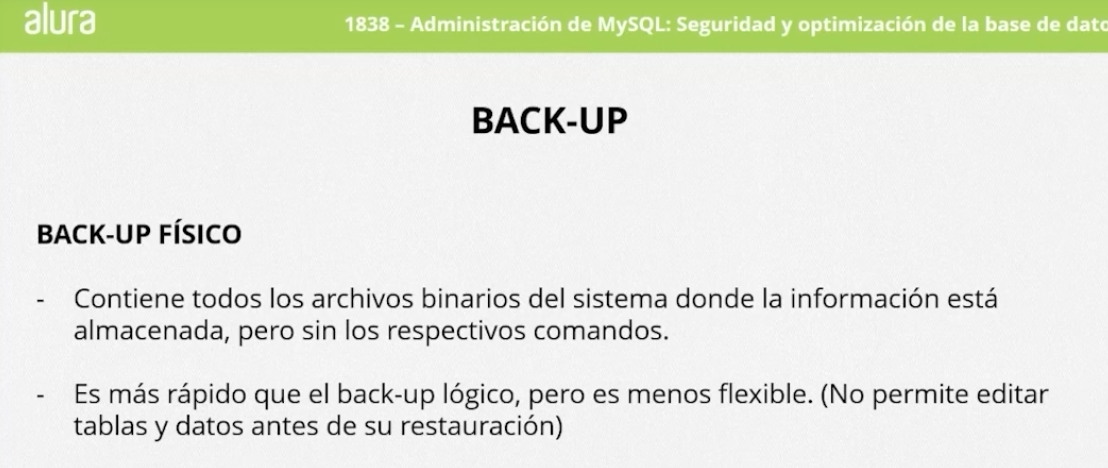 alura
1838 – Administración de MySQL: Seguridad y optimización de la base de dato
BACK-UP
BACK-UP FÍSICO
- Contiene todos los archivos binarios del sistema donde la información está
almacenada, pero sin los respectivos comandos.
- Es más rápido que el back-up lógico, pero es menos flexible. (No permite editar
tablas y datos antes de su restauración)